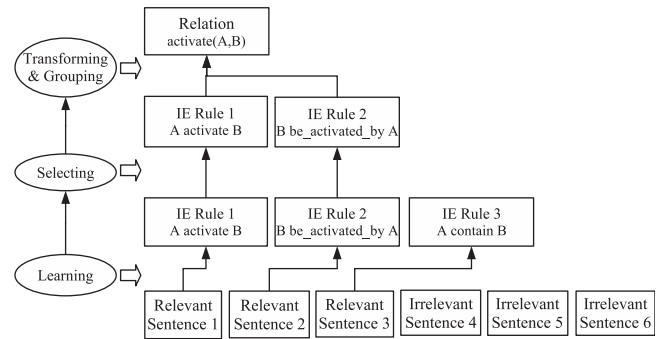 Relation
activate(A,B)
Transforming
& Grouping
IE Rule 1
A activate B
IE Rule 2
B be_activated_by A
Selecting
IE Rule 1
A activate B
IE Rule 2
B be_activated_by A
IE Rule 3
A contain B
Learning
Relevant
Sentence 1
Relevant
Sentence 2
Relevant
Sentence 3
Irrelevant
Sentence 4
Irrelevant
Sentence 5
Irrelevant
Sentence 6